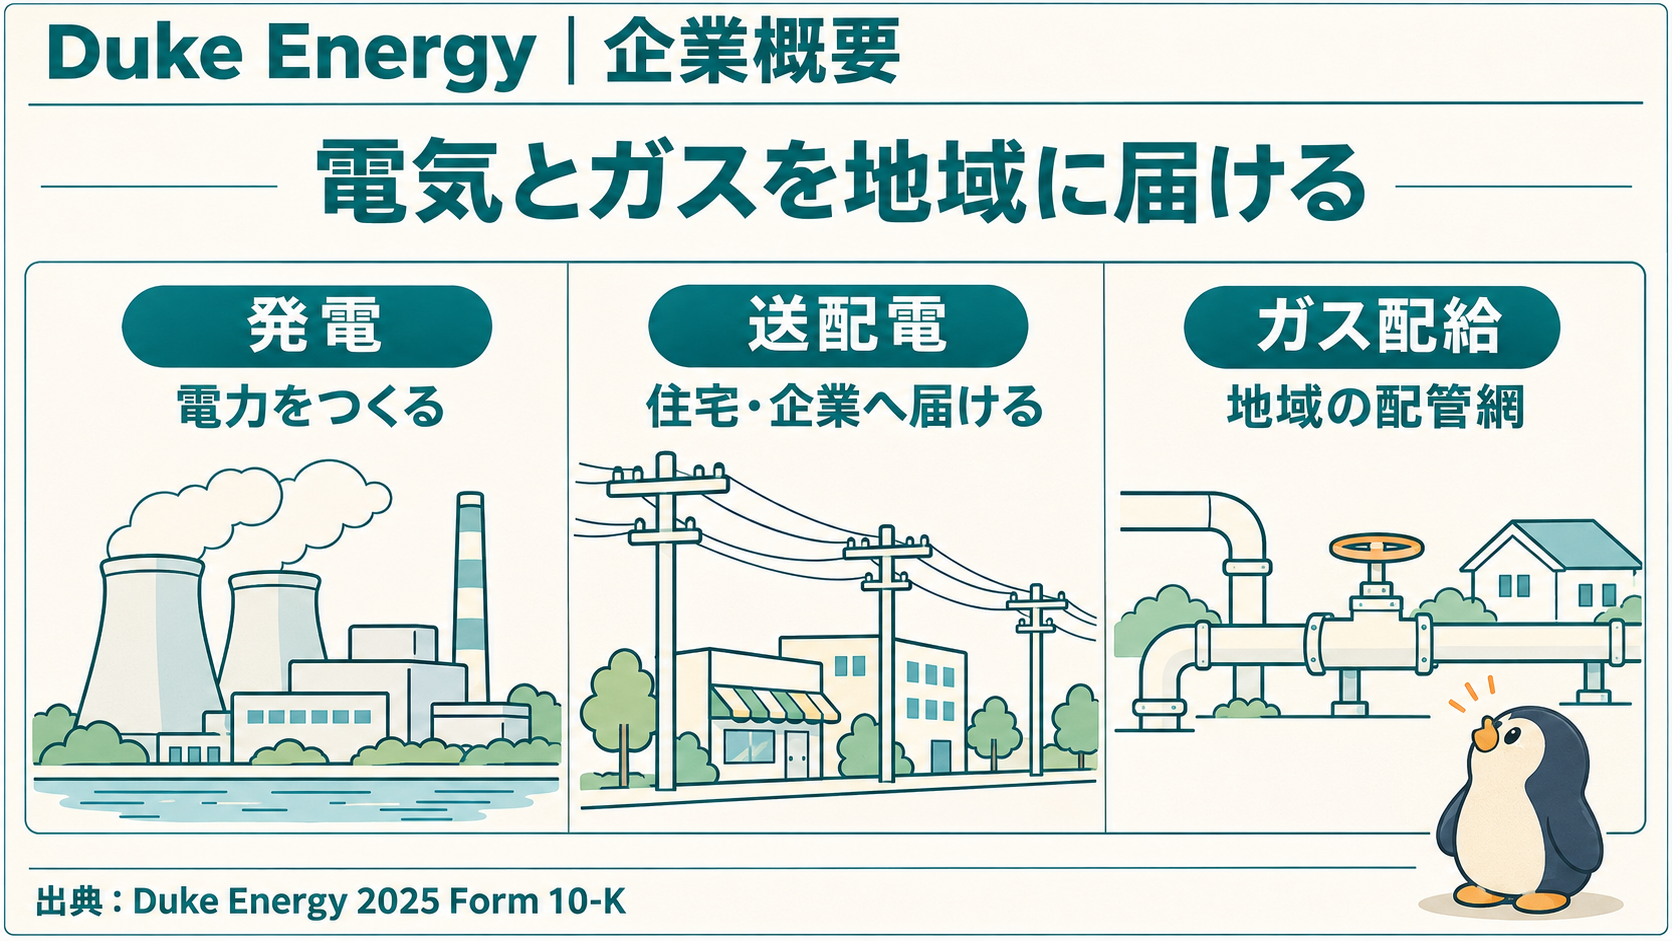 Duke Energy｜企業概要
電気とガスを地域に届ける
発電
電力をつくる
送配電
住宅・企業へ届ける
ガス配給
地域の配管網
出典：Duke Energy 2025 Form 10-K